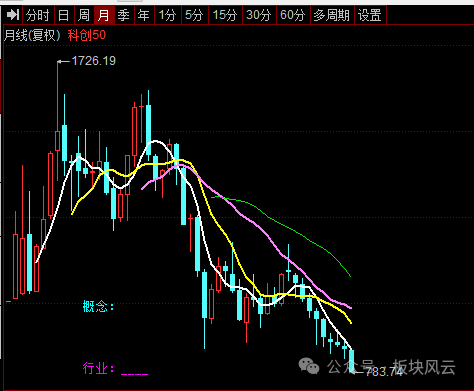 分时 日 周 月 季 年 1分 5分 15分 30分 60分 多周期 设置
月线(复权) 科创50
1726.19
概念:
行业:____
公众号 板块风云
783.74